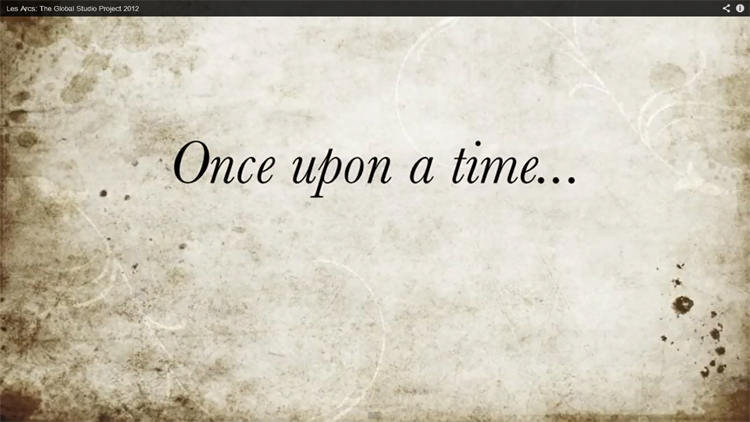 Les Arcs: The Global Studio Project 2012
Once upon a time...